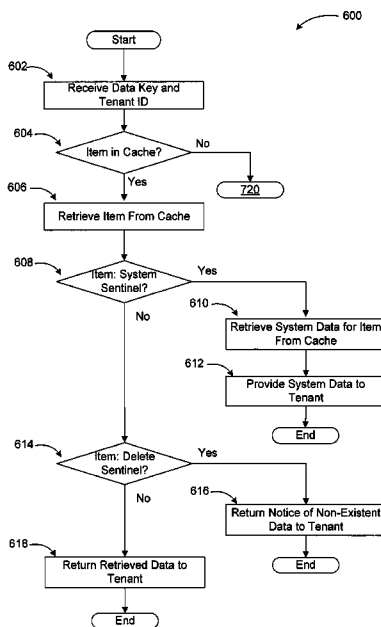 600
Start
602
Receive Data Key and
Tenant ID
604
Item in Cache?
No
720
Yes
606
Retrieve Item From Cache
608
Item: System
Sentinel?
Yes
No
610
Retrieve System Data for Item
From Cache
612
Provide System Data to
Tenant
End
614
Item: Delete
Sentinel?
Yes
No
616
Return Notice of Non-Existent
Data to Tenant
End
618
Return Retrieved Data to
Tenant
End